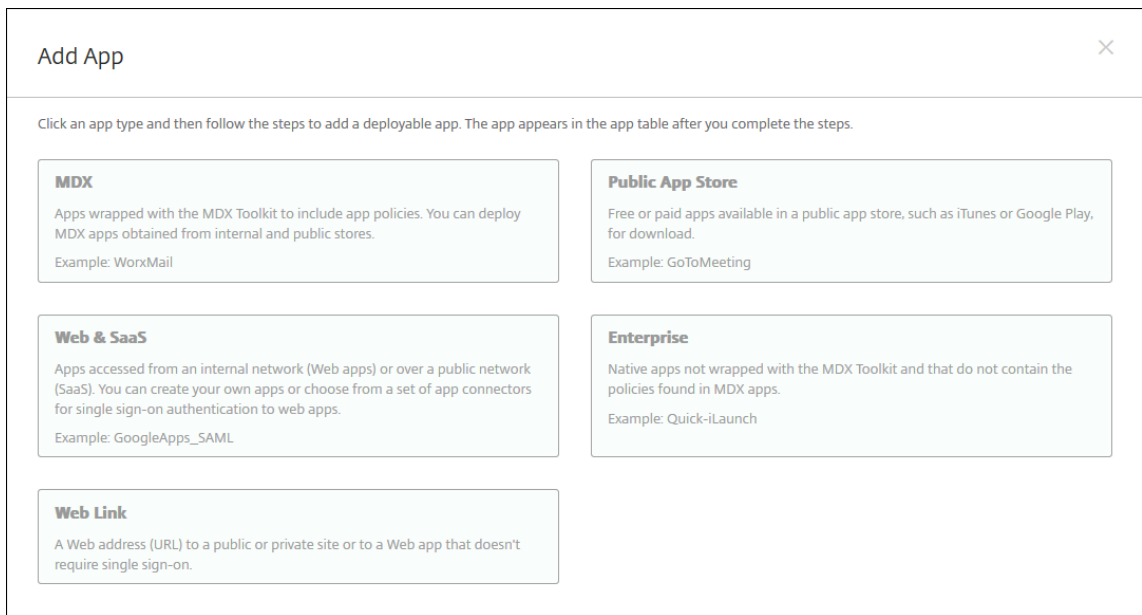 Add App
Click an app type and then follow the steps to add a deployable app. The app appears in the app table after you complete the steps.
MDX
Apps wrapped with the MDX Toolkit to include app policies. You can deploy
MDX apps obtained from internal and public stores.
Example: WorxMail
Public App Store
Free or paid apps available in a public app store, such as iTunes or Google Play,
for download.
Example: GoToMeeting
Web & SaaS
Apps accessed from an internal network (Web apps) or over a public network
(SaaS). You can create your own apps or choose from a set of app connectors
for single sign-on authentication to web apps.
Example: GoogleApps_SAML
Enterprise
Native apps not wrapped with the MDX Toolkit and that do not contain the
policies found in MDX apps.
Example: Quick-iLaunch
Web Link
A Web address (URL) to a public or private site or to a Web app that doesn't
require single sign-on.